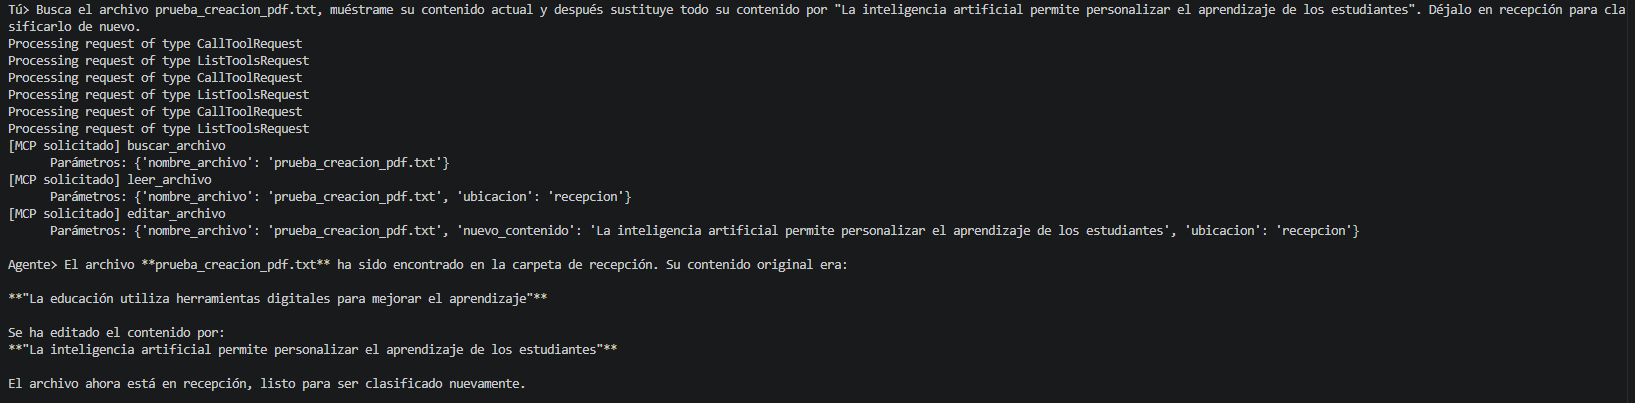 Tú> Busca el archivo prueba_creacion_pdf.txt, muéstrame su contenido actual y después sustituye todo su contenido por "La inteligencia artificial permite personalizar el aprendizaje de los estudiantes". Déjalo en recepción para cla
sificarlo de nuevo.
Processing request of type CallToolRequest
Processing request of type ListToolsRequest
Processing request of type CallToolRequest
Processing request of type ListToolsRequest
Processing request of type CallToolRequest
Processing request of type ListToolsRequest
[MCP solicitado] buscar_archivo
Parámetros: {'nombre_archivo': 'prueba_creacion_pdf.txt'}
[MCP solicitado] leer_archivo
Parámetros: {'nombre_archivo': 'prueba_creacion_pdf.txt', 'ubicacion': 'recepcion'}
[MCP solicitado] editar_archivo
Parámetros: {'nombre_archivo': 'prueba_creacion_pdf.txt', 'nuevo_contenido': 'La inteligencia artificial permite personalizar el aprendizaje de los estudiantes', 'ubicacion': 'recepcion'}
Agente> El archivo **prueba_creacion_pdf.txt** ha sido encontrado en la carpeta de recepción. Su contenido original era:
**"La educación utiliza herramientas digitales para mejorar el aprendizaje"**
Se ha editado el contenido por:
**"La inteligencia artificial permite personalizar el aprendizaje de los estudiantes"**
El archivo ahora está en recepción, listo para ser clasificado nuevamente.